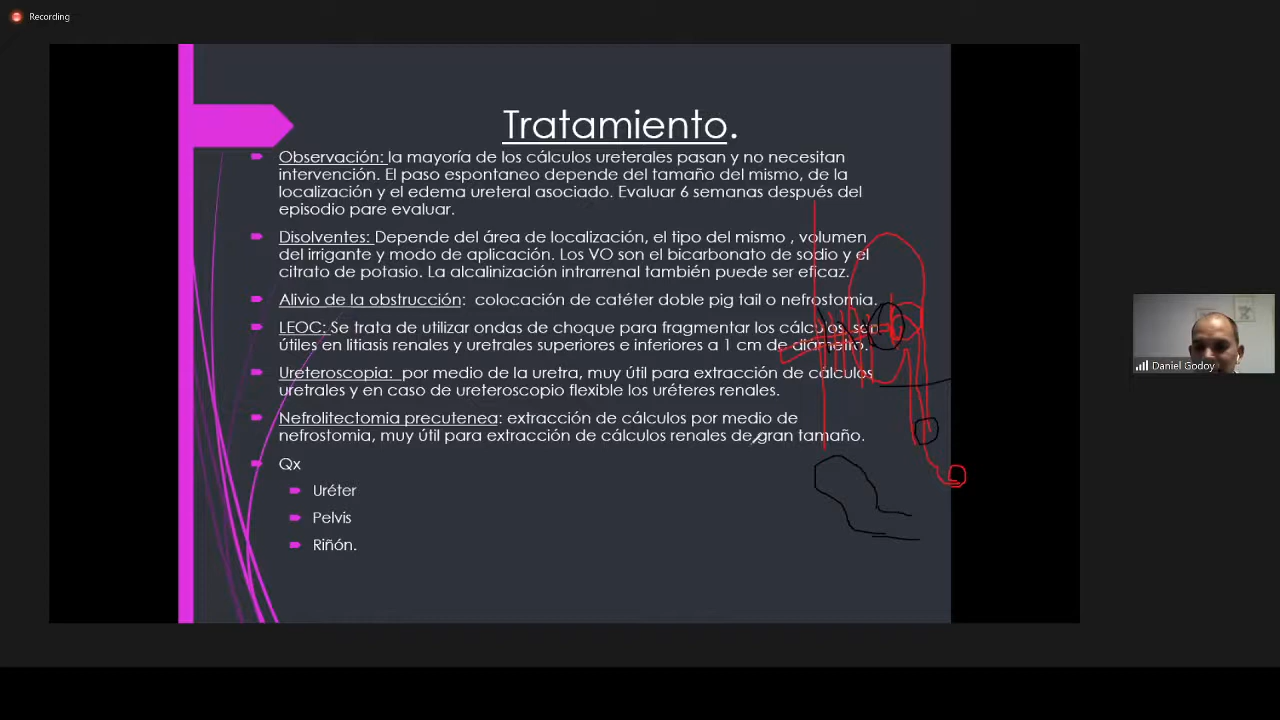 Recording
Tratamiento.
Observación: la mayoría de los cálculos ureterales pasan y no necesitan
intervención. El paso espontaneo depende del tamaño del mismo, de la
localización y el edema ureteral asociado. Evaluar 6 semanas después del
episodio pare evaluar.
Disolventes: Depende del área de localización, el tipo del mismo , volumen
del irrigante y modo de aplicación. Los VO son el bicarbonato de sodio y el
citrato de potasio. La alcalinización intrarrenal también puede ser eficaz.
Alivio de la obstrucción: colocación de catéter doble pig tail o nefrostomia.
LEOC: Se trata de utilizar ondas de choque para fragmentar los cálculos, son
útiles en litiasis renales y uretrales superiores e inferiores a 1 cm de diámetro.
Ureteroscopia: por medio de la uretra, muy útil para extracción de cálculos
uretrales y en caso de ureteroscopio flexible los uréteres renales.
Nefrolitectomia precutenea: extracción de cálculos por medio de
nefrostomia, muy útil para extracción de cálculos renales de gran tamaño.
Qx
Uréter
Pelvis
Riñón.
Daniel Godoy